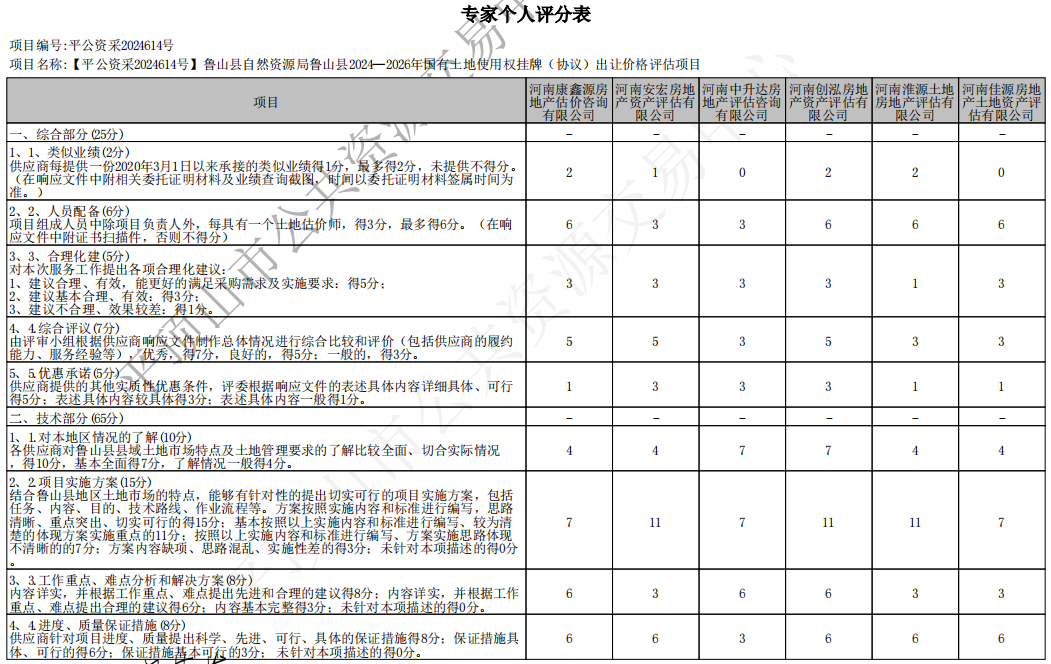 专家个人评分表
项目编号:平公资采2024614号
项目名称:【平公资采2024614号】鲁山县自然资源局鲁山县2024—2026年国有土地使用权挂牌（协议）出让价格评估项目
项目
河南康鑫源房
地产估价咨询
有限公司
河南安宏房地
产资产评估有
限公司
河南中升达房
地产评估咨询
有限公司
河南创泓房地
产资产评估有
限公司
河南淮源土地
房地产评估有
限公司
河南佳源房地
产土地资产评
估有限公司
一、综合部分(25分) – – – – – –
1、1、类似业绩(2分)
供应商每提供一份2020年3月1日以来承接的类似业绩得1分，最多得2分，未提供不得分。
（在响应文件中附相关委托证明材料及业绩查询截图，时间以委托证明材料签属时间为
准。）
2 1 0 2 2 0
2、2、人员配备(6分)
项目组成人员中除项目负责人外，每具有一个土地估价师，得3分，最多得6分。（在响
应文件中附证书扫描件，否则不得分）
6 3 3 6 6 6
3、3、合理化建(5分)
对本次服务工作提出各项合理化建议：
1、建议合理、有效，能更好的满足采购需求及实施要求：得5分；
2、建议基本合理、有效：得3分；
3、建议不合理、效果较差：得1分。
3 3 3 3 1 3
4、4.综合评议(7分)
由评审小组根据供应商响应文件制作总体情况进行综合比较和评价（包括供应商的履约
能力、服务经验等），优秀，得7分，良好的，得5分；一般的，得3分。
5 5 3 5 3 3
5、5.优惠承诺(5分)
供应商提供的其他实质性优惠条件，评委根据响应文件的表述具体内容详细具体、可行
得5分；表述具体内容较具体得3分；表述具体内容一般得1分。
1 3 3 3 1 1
二、技术部分(65分) – – – – – –
1、1.对本地区情况的了解(10分)
各供应商对鲁山县县域土地市场特点及土地管理要求的了解比较全面、切合实际情况
，得10分，基本全面得7分，了解情况一般得4分。
4 4 7 7 4 4
2、2.项目实施方案(15分)
结合鲁山县地区土地市场的特点，能够有针对性的提出切实可行的项目实施方案，包括
任务、内容、目的、技术路线、作业流程等。方案按照实施内容和标准进行编写，思路
清晰、重点突出、切实可行的得15分；基本按照以上实施内容和标准进行编写、较为清
楚的体现方案实施重点的11分；按照以上实施内容和标准进行编写、方案实施思路体现
不清晰的的7分；方案内容缺项、思路混乱、实施性差的得3分；未针对本项描述的得0分
。
7 11 7 11 11 7
3、3.工作重点、难点分析和解决方案(8分)
内容详实，并根据工作重点、难点提出先进和合理的建议得8分；内容详实，并根据工作
重点、难点提出合理的建议得6分；内容基本完整得3分；未针对本项描述的得0分。
6 3 6 6 3 3
4、4.进度、质量保证措施(8分)
供应商针对项目进度、质量提出科学、先进、可行、具体的保证措施得8分；保证措施具
体、可行的得6分；保证措施基本可行的3分；未针对本项描述的得0分。
6 6 3 6 6 6
平顶山市公共资源交易中
平顶山市公共资源交易中心